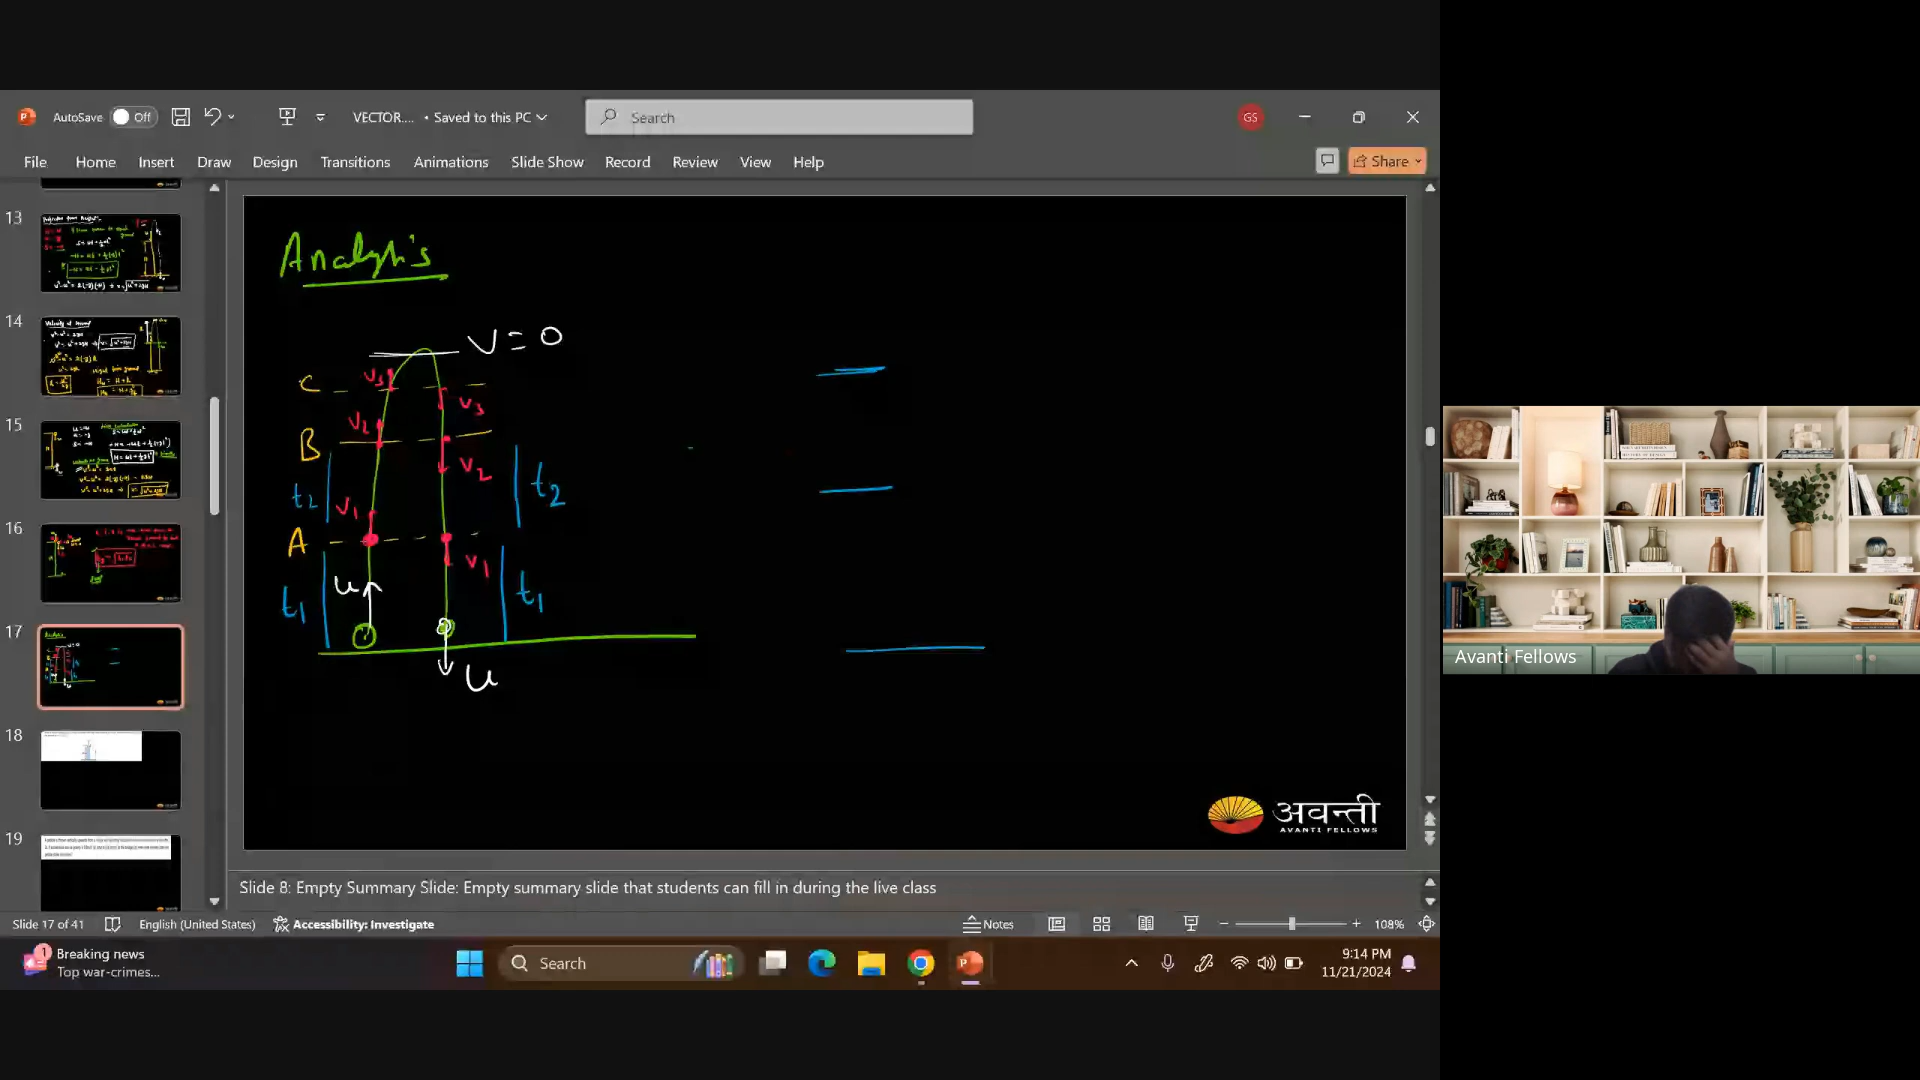 AutoSave Off VECTOR.... • Saved to this PC Search GS
File Home Insert Draw Design Transitions Animations Slide Show Record Review View Help Share
13
14
15
16
17
18
19
Analysis
V = 0
C V3 V3
B V2 V2
t2 t2
A V1 V1
t1 t1
u
u
अवन्ती
AVANTI FELLOWS
Avanti Fellows
Slide 8: Empty Summary Slide: Empty summary slide that students can fill in during the live class
Slide 17 of 41 English (United States) Accessibility: Investigate Notes 108%
1 Breaking news
Top war-crimes...
Search
9:14 PM
11/21/2024